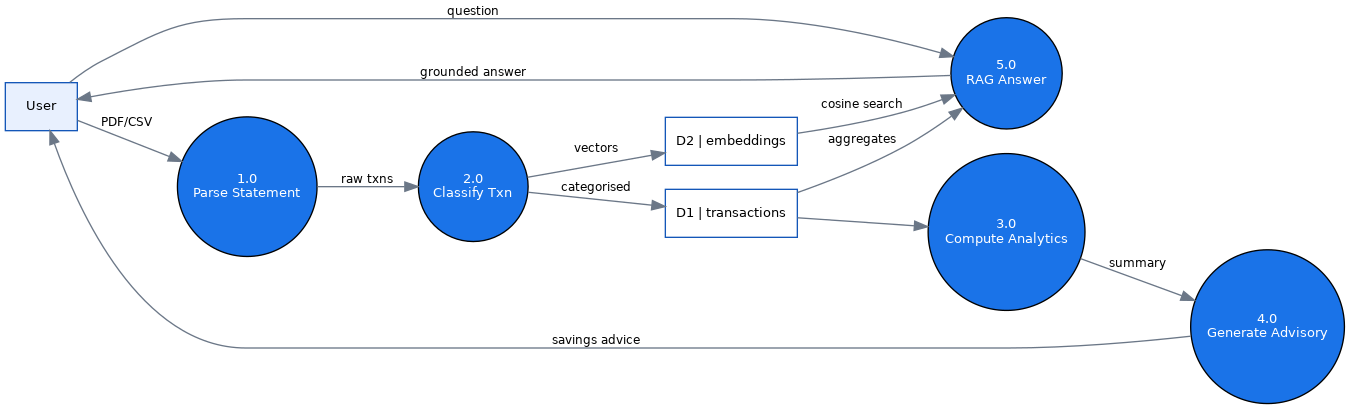 question
grounded answer
User
PDF/CSV
1.0
Parse Statement
raw txns
2.0
Classify Txn
vectors
categorised
D2 | embeddings
D1 | transactions
cosine search
aggregates
5.0
RAG Answer
3.0
Compute Analytics
summary
4.0
Generate Advisory
savings advice